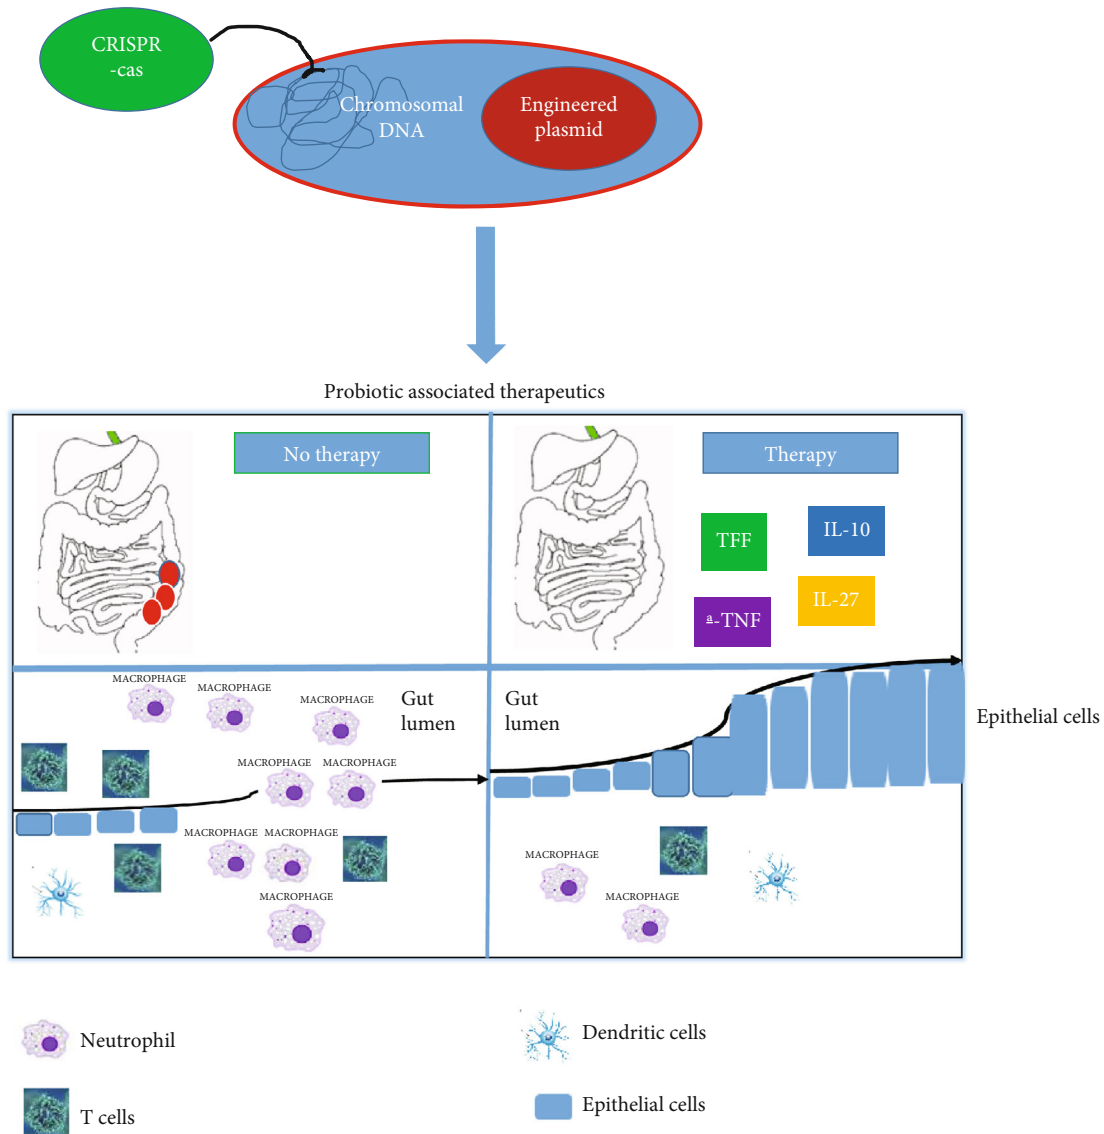 CRISPR
-cas
Chromosomal
DNA
Engineered
plasmid
Probiotic associated therapeutics
No therapy
Therapy
TFF
IL-10
a-TNF
IL-27
MACROPHAGE
MACROPHAGE
MACROPHAGE
Gut
lumen
Gut
lumen
Epithelial cells
MACROPHAGE
MACROPHAGE
MACROPHAGE
MACROPHAGE
MACROPHAGE
MACROPHAGE
MACROPHAGE
Neutrophil
Dendritic cells
T cells
Epithelial cells